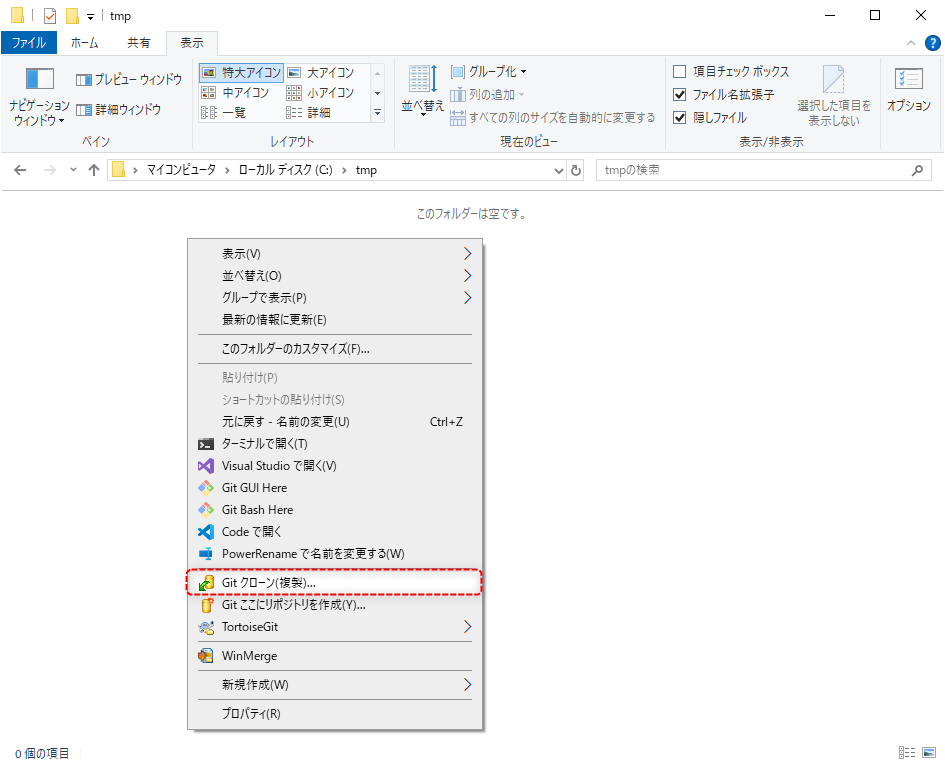 tmp
ファイル ホーム 共有 表示
ナビゲーション ウィンドウ
プレビュー ウィンドウ
詳細ウィンドウ
ペイン
特大アイコン 大アイコン
中アイコン 小アイコン
一覧 詳細
レイアウト
並べ替え
グループ化
列の追加
すべての列のサイズを自動的に変更する
現在のビュー
項目チェック ボックス
ファイル名拡張子
隠しファイル
選択した項目を
表示しない
表示/非表示
オプション
マイコンピュータ ローカル ディスク (C:) tmp
tmpの検索
このフォルダーは空です。
表示(V)
並べ替え(O)
グループで表示(P)
最新の情報に更新(E)
このフォルダーのカスタマイズ(F)...
貼り付け(P)
ショートカットの貼り付け(S)
元に戻す - 名前の変更(U) Ctrl+Z
ターミナルで開く(T)
Visual Studio で開く(V)
Git GUI Here
Git Bash Here
Code で開く
PowerRename で名前を変更する(W)
Git クローン(複製)...
Git ここにリポジトリを作成(Y)...
TortoiseGit
WinMerge
新規作成(W)
プロパティ(R)
0 個の項目